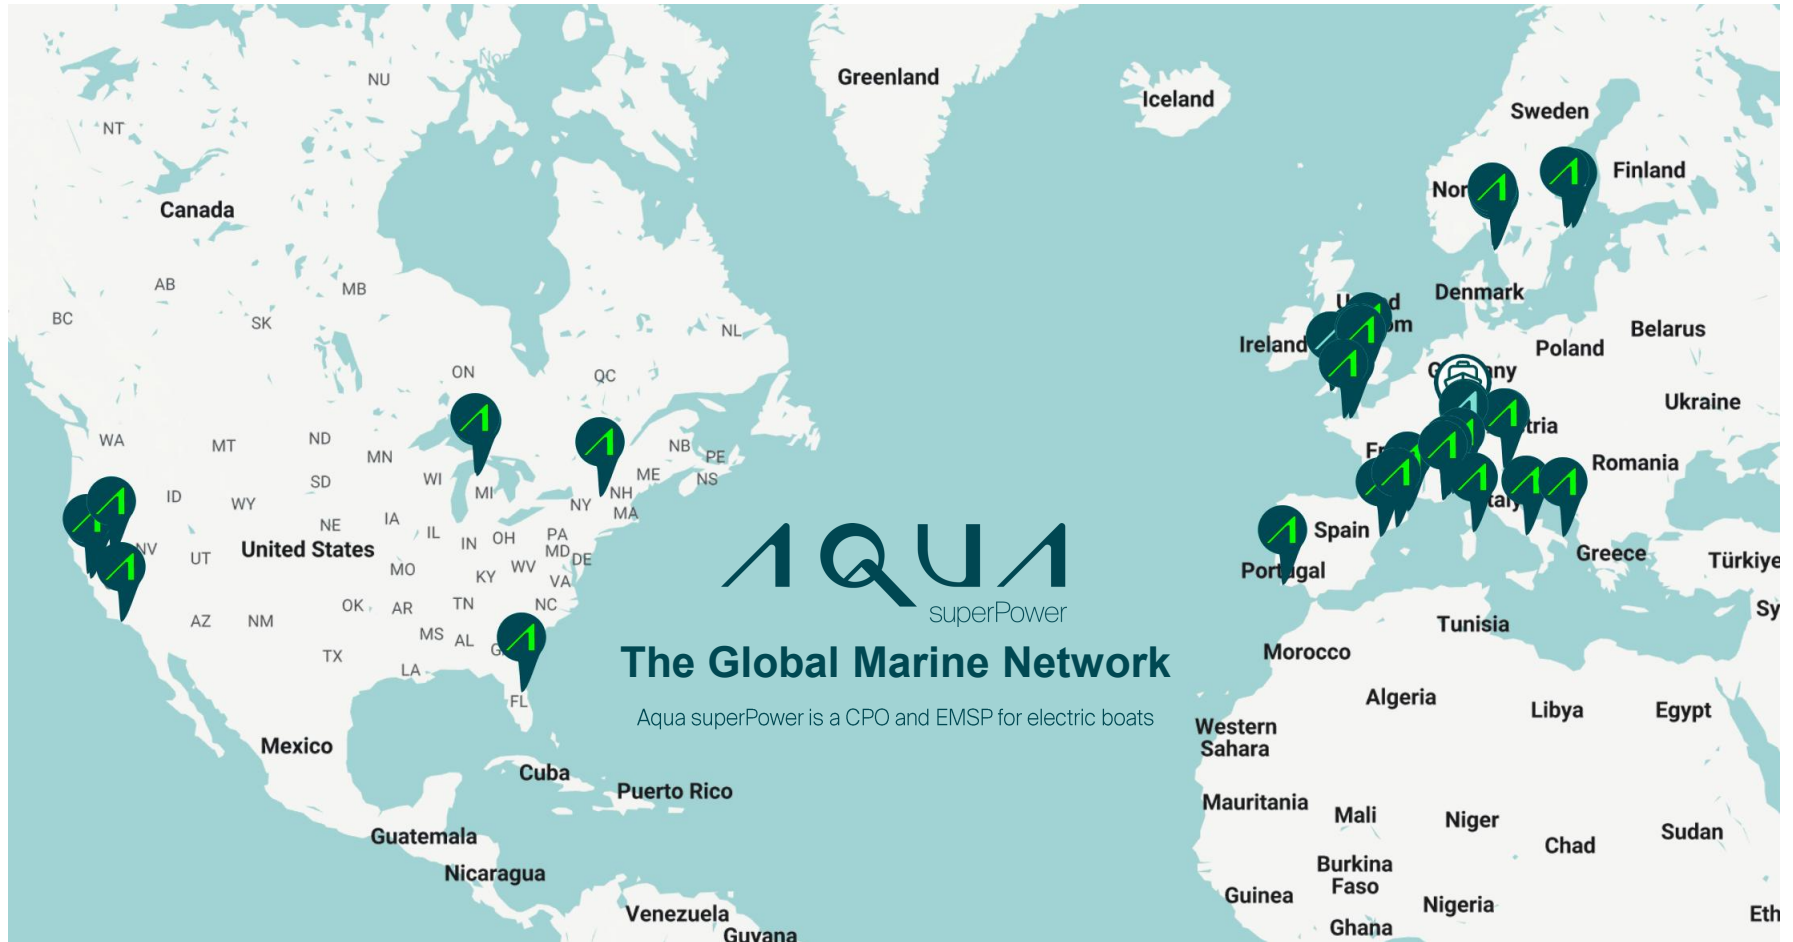 Greenland
NU
Iceland
Sweden
NT
Finland
Nor
Canada
AB
MB
BC
SK
NL
Denmark
Belarus
Ireland
Poland
ON
QC
Ukraine
WA
MT
ND
MN
NB
PE
ME
NS
Romania
ID
WY
SD
WI
MI
NH
NY
MA
NE
IA
IL
IN
OH
PA
MD
DE
NV
UT
United States
MO
KY
WV
VA
Spain
Portugal
Greece
Türkiye
AZ
NM
OK
AR
TN
NC
MS
AL
TX
LA
FL
AQUA
superPower
The Global Marine Network
Aqua superPower is a CPO and EMSP for electric boats
Tunisia
Morocco
Algeria
Libya
Egypt
Western
Sahara
Sy
Mexico
Cuba
Puerto Rico
Guatemala
Nicaragua
Venezuela
Guyana
Mauritania
Mali
Niger
Chad
Sudan
Burkina
Faso
Guinea
Nigeria
Ghana
Eth